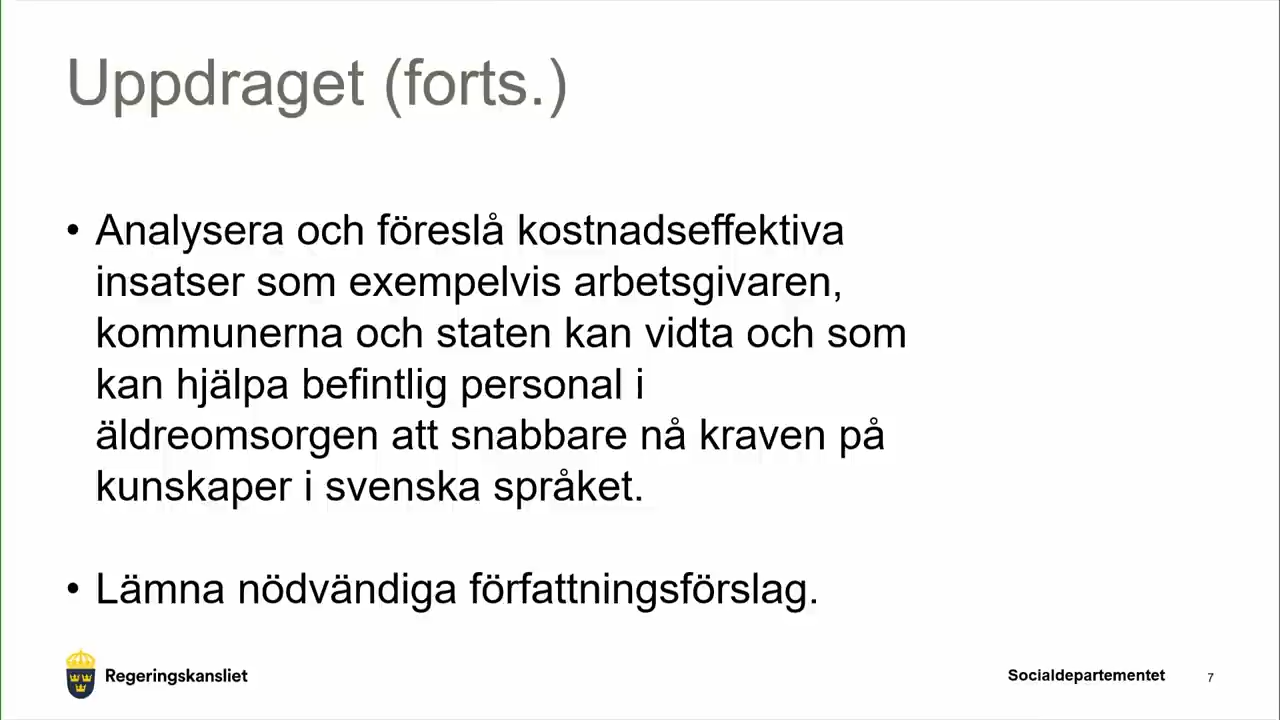 Uppdraget (forts.)
• Analysera och föreslå kostnadseffektiva
insatser som exempelvis arbetsgivaren,
kommunerna och staten kan vidta och som
kan hjälpa befintlig personal i
äldreomsorgen att snabbare nå kraven på
kunskaper i svenska språket.
• Lämna nödvändiga författningsförslag.
Regeringskansliet
Socialdepartementet
7